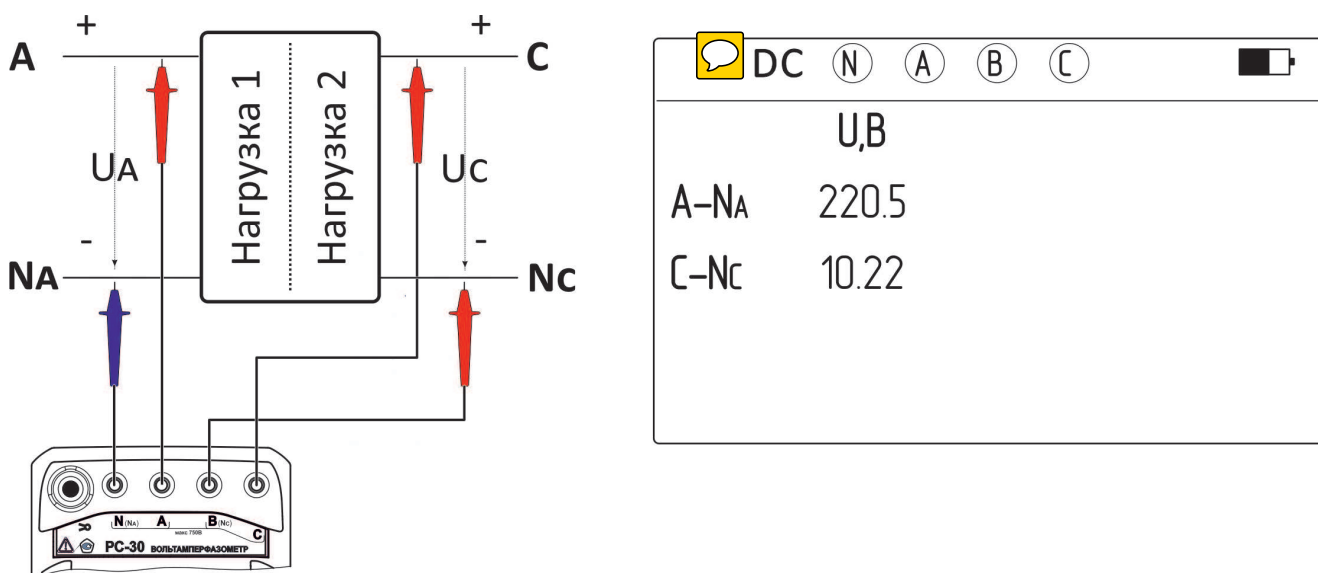 +
+
A
C
UA
Нагрузка 1
Нагрузка 2
UC
-
-
NA
NC
N(NA) A B(NC) C
макс 750В
РС-30 ВОЛЬТАМПЕРФАЗОМЕТР
DC N A B C
U,В
A–NA 220.5
C–NC 10.22